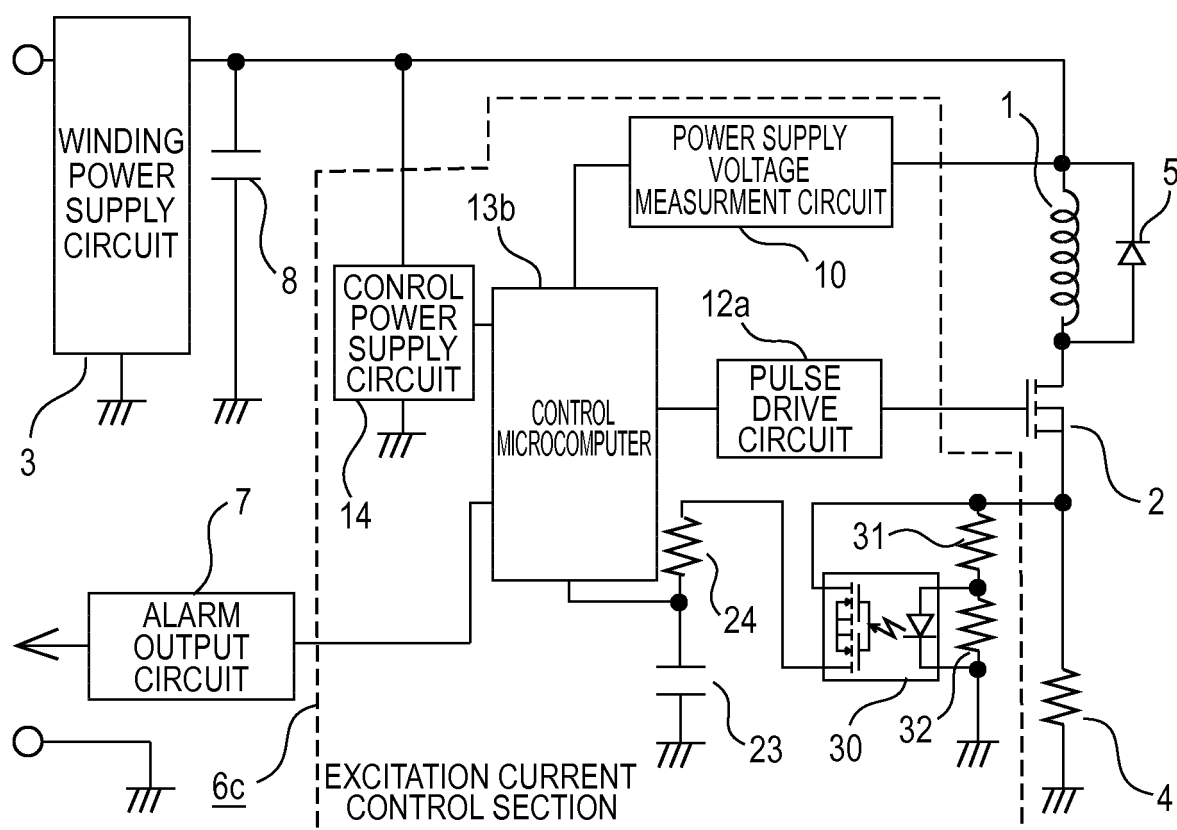 WINDING
POWER
SUPPLY
CIRCUIT
3
8
POWER SUPPLY
VOLTAGE
MEASURMENT CIRCUIT
10
1
5
13b
CONROL
POWER
SUPPLY
CIRCUIT
14
CONTROL
MICROCOMPUTER
12a
PULSE
DRIVE
CIRCUIT
2
7
ALARM
OUTPUT
CIRCUIT
24
23
31
30
32
4
6c
EXCITATION CURRENT
CONTROL SECTION